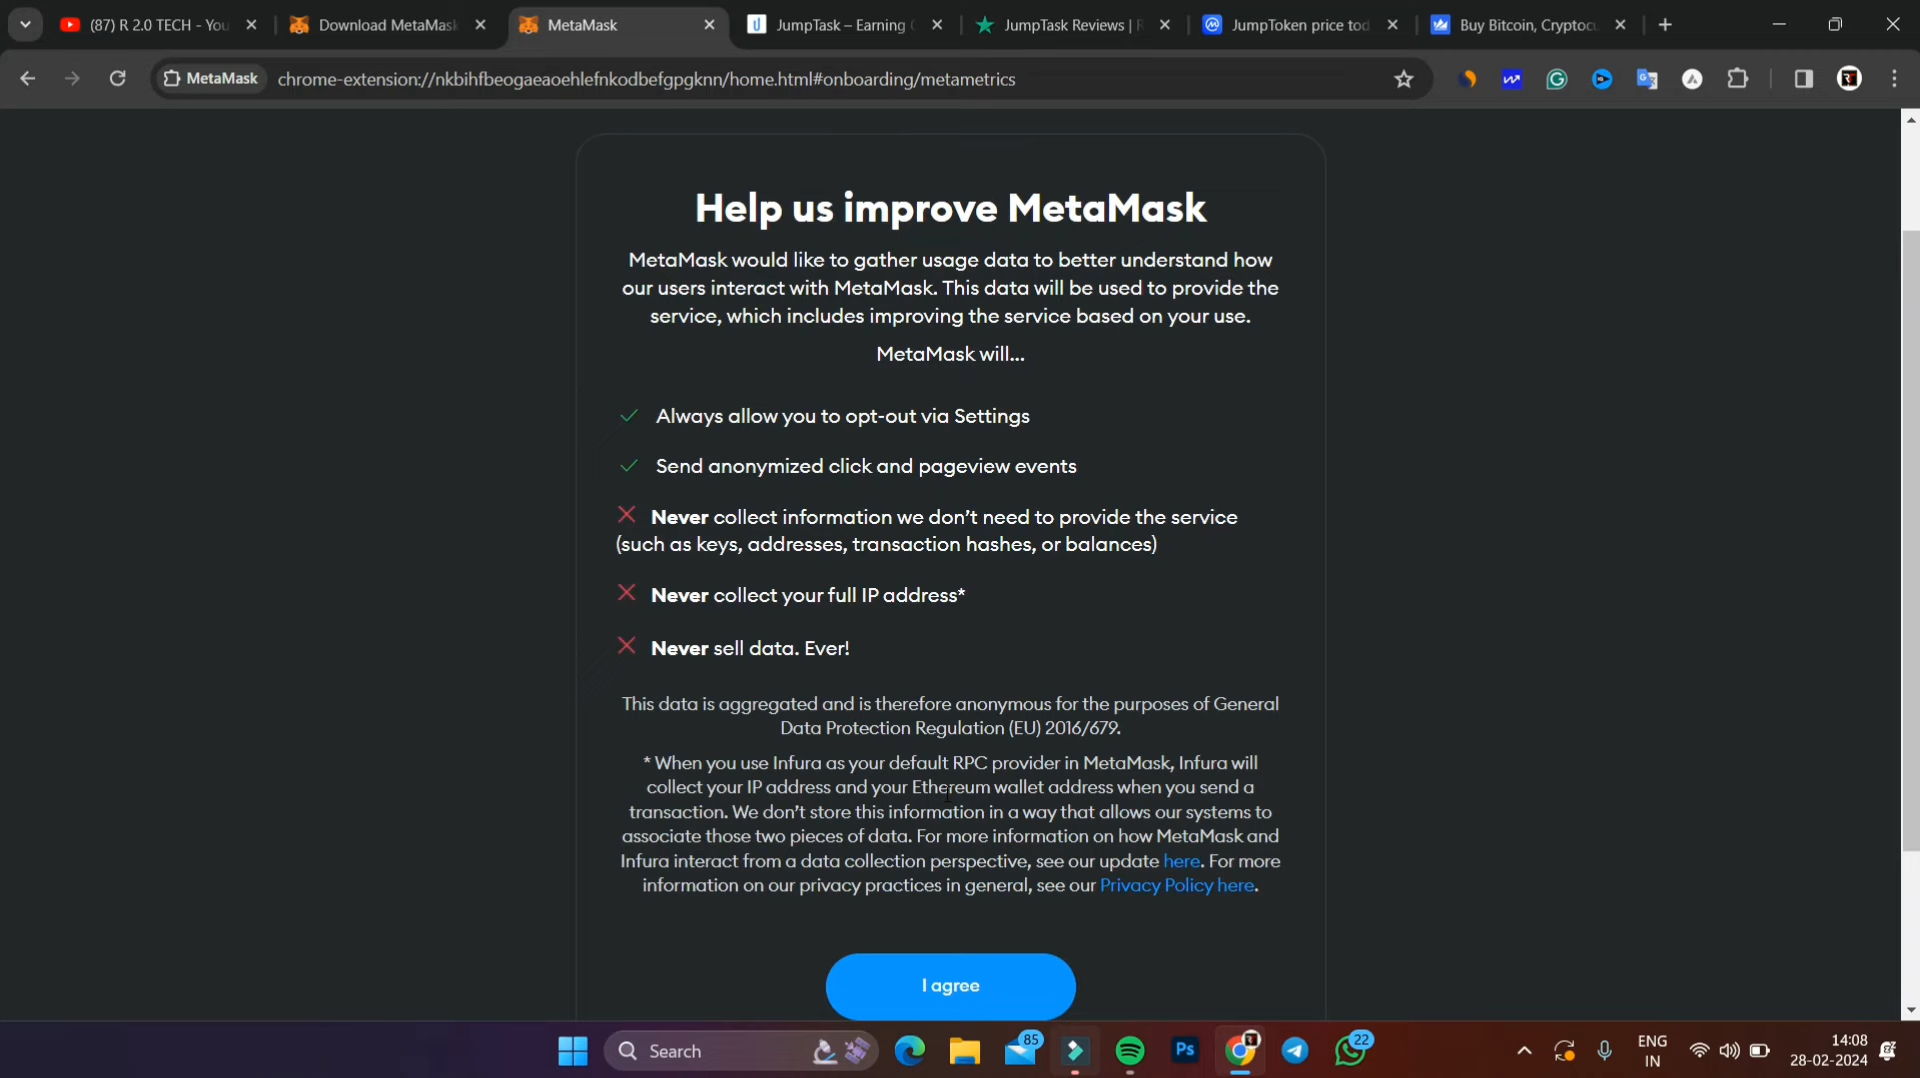 (87) R 2.0 TECH - You
Download MetaMask
MetaMask
JumpTask – Earning
JumpTask Reviews | R
JumpToken price tod
Buy Bitcoin, Cryptocu
MetaMask
chrome-extension://nkbihfbeogaeaoehlefnkodbefgpgknn/home.html#onboarding/metametrics
Help us improve MetaMask
MetaMask would like to gather usage data to better understand how
our users interact with MetaMask. This data will be used to provide the
service, which includes improving the service based on your use.
MetaMask will...
Always allow you to opt-out via Settings
Send anonymized click and pageview events
Never collect information we don’t need to provide the service
(such as keys, addresses, transaction hashes, or balances)
Never collect your full IP address*
Never sell data. Ever!
This data is aggregated and is therefore anonymous for the purposes of General
Data Protection Regulation (EU) 2016/679.
* When you use Infura as your default RPC provider in MetaMask, Infura will
collect your IP address and your Ethereum wallet address when you send a
transaction. We don’t store this information in a way that allows our systems to
associate those two pieces of data. For more information on how MetaMask and
Infura interact from a data collection perspective, see our update here. For more
information on our privacy practices in general, see our Privacy Policy here.
I agree
Search
85
Ps
22
ENG
IN
14:08
28-02-2024